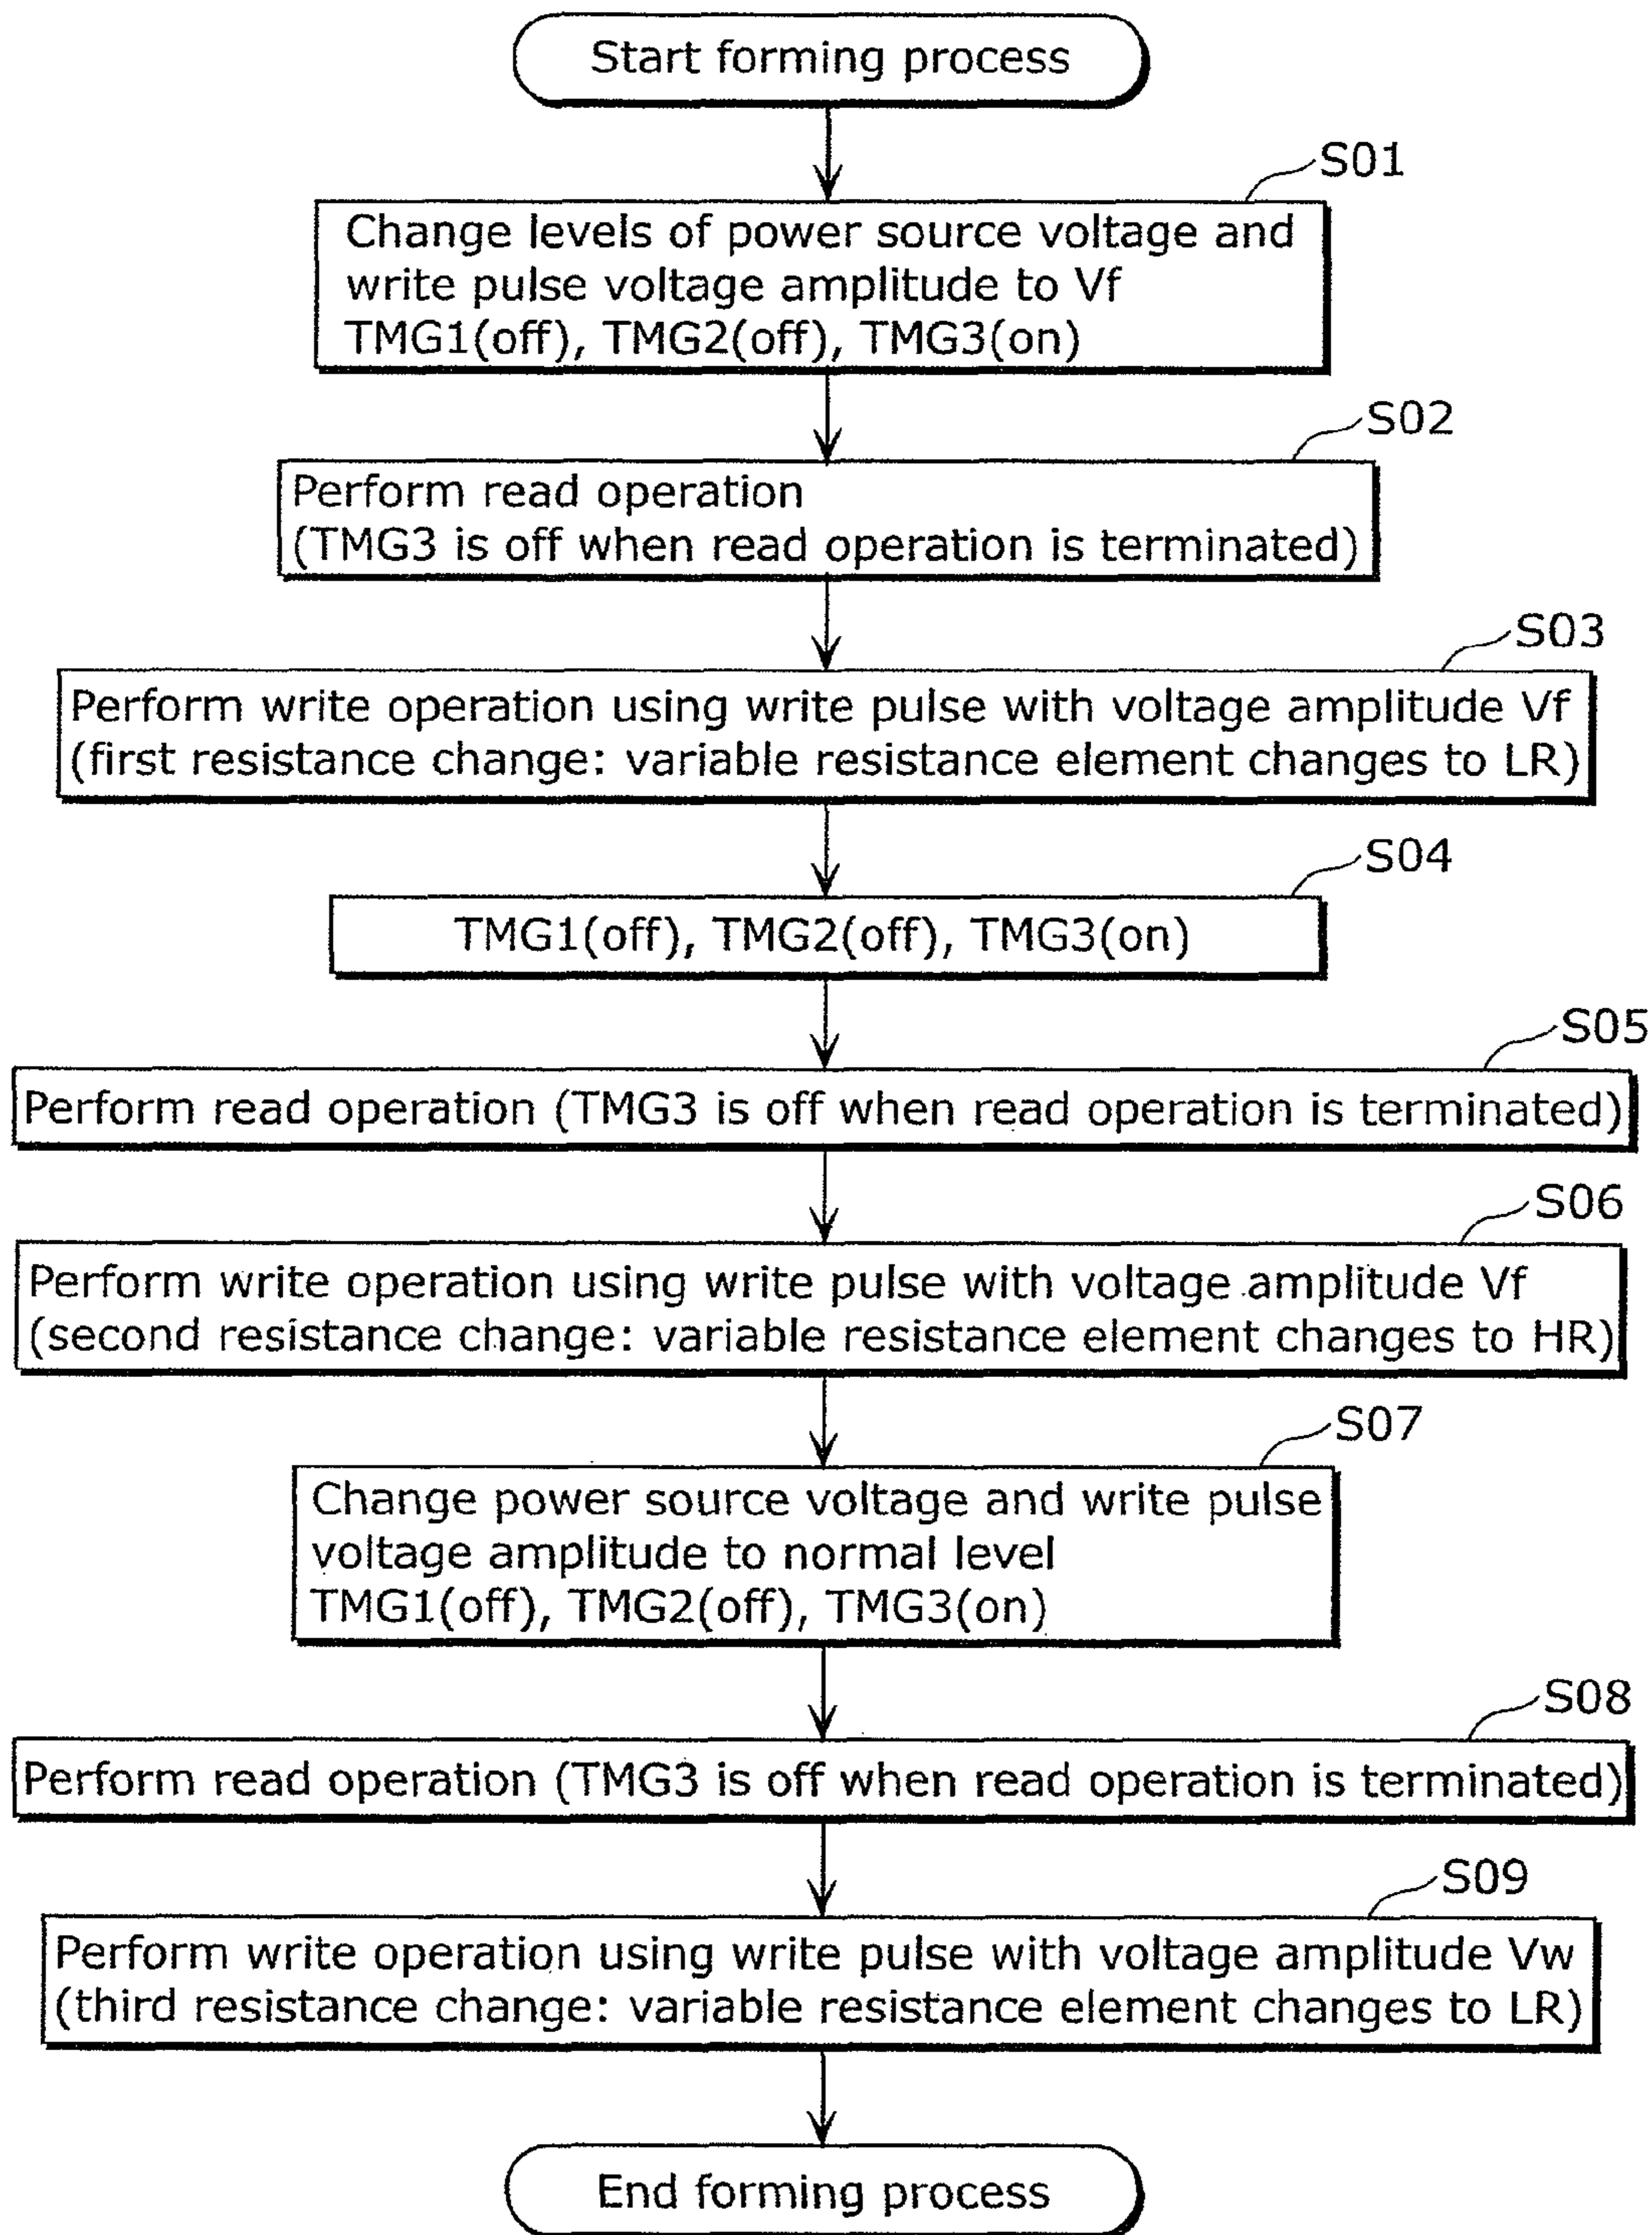 Start forming process
S01
Change levels of power source voltage and
write pulse voltage amplitude to Vf
TMG1(off), TMG2(off), TMG3(on)
S02
Perform read operation
(TMG3 is off when read operation is terminated)
S03
Perform write operation using write pulse with voltage amplitude Vf
(first resistance change: variable resistance element changes to LR)
S04
TMG1(off), TMG2(off), TMG3(on)
S05
Perform read operation (TMG3 is off when read operation is terminated)
S06
Perform write operation using write pulse with voltage amplitude Vf
(second resistance change: variable resistance element changes to HR)
S07
Change power source voltage and write pulse
voltage amplitude to normal level
TMG1(off), TMG2(off), TMG3(on)
S08
Perform read operation (TMG3 is off when read operation is terminated)
S09
Perform write operation using write pulse with voltage amplitude Vw
(third resistance change: variable resistance element changes to LR)
End forming process